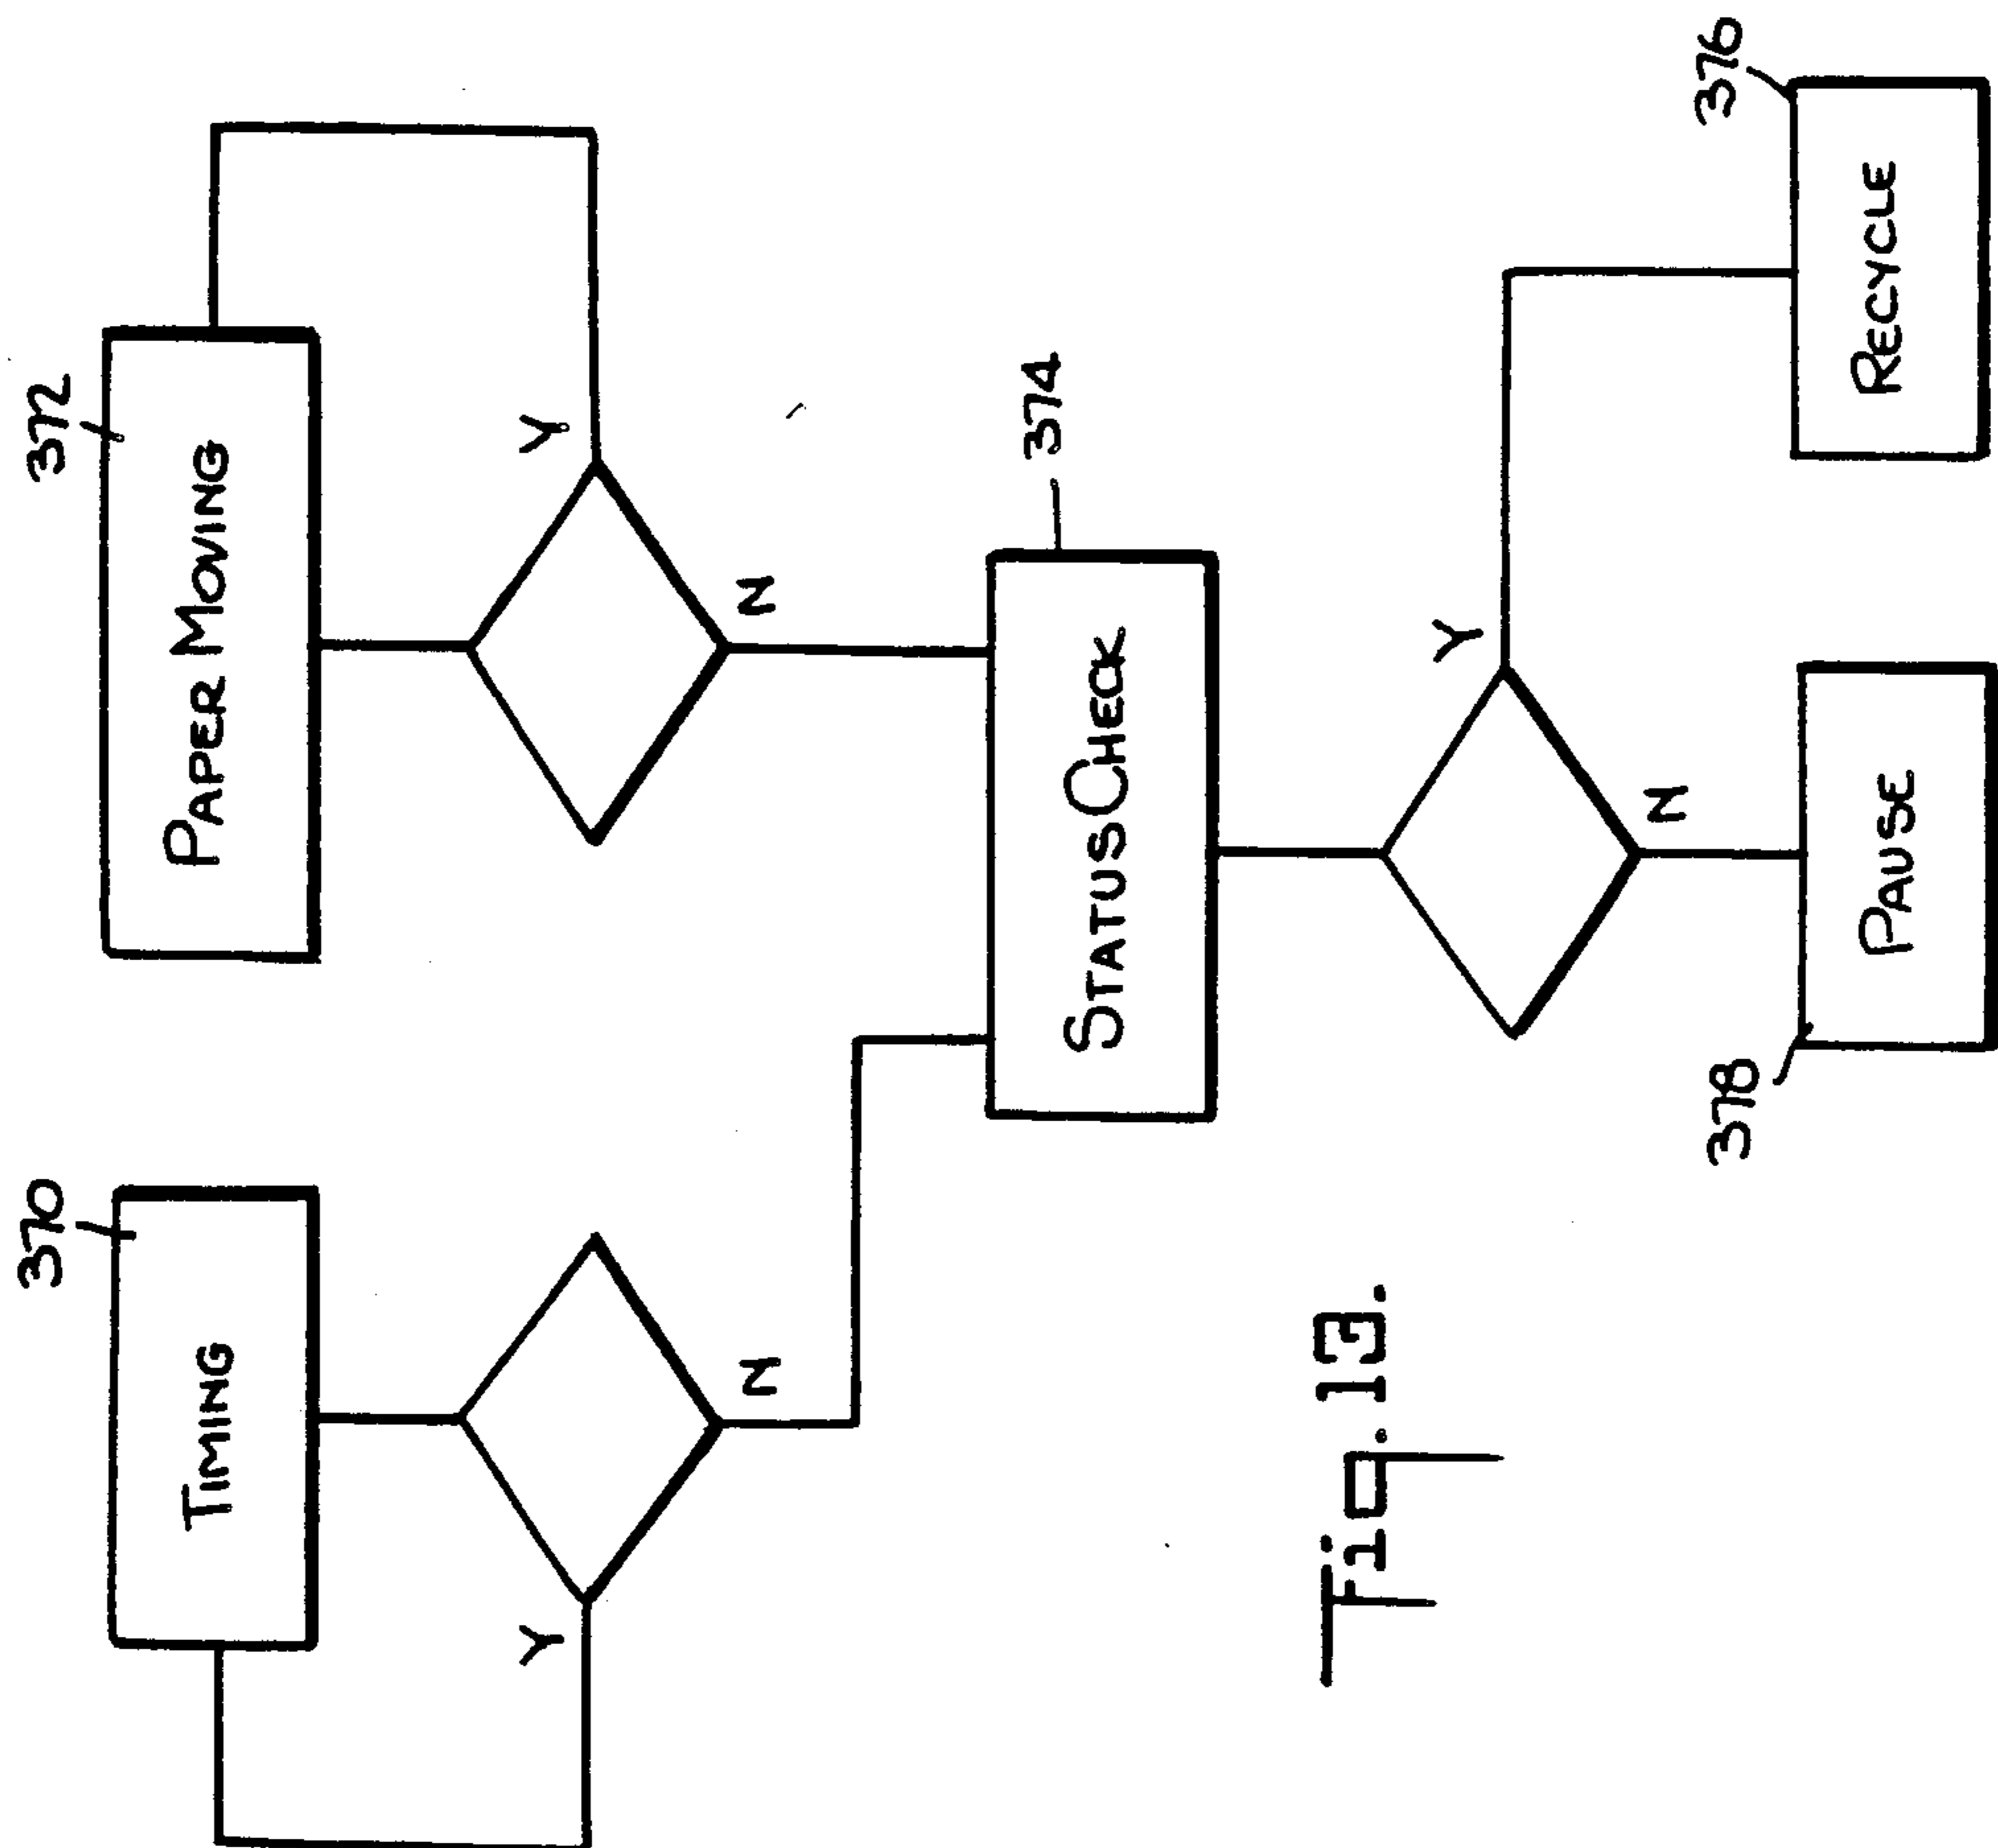 370
372
TIMING
PAPER MOVING
Y
Y
N
N
374
STATUS CHECK
Y
N
378
376
PAUSE
RECYCLE
Fig. 13.